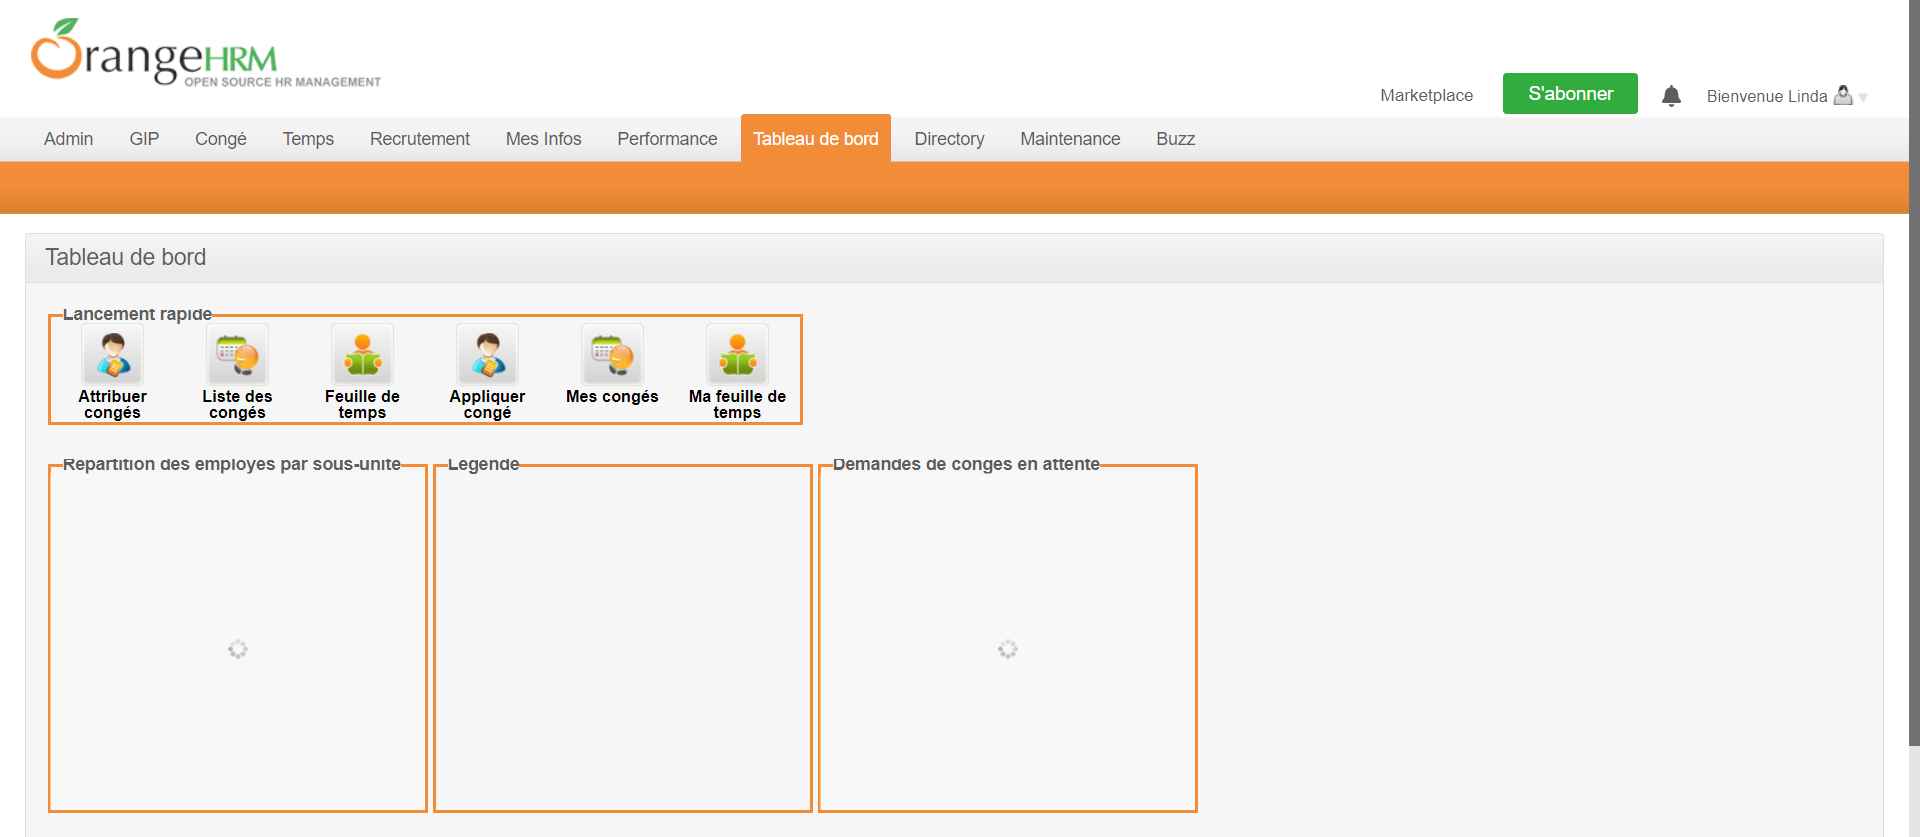 OrangeHRM
OPEN SOURCE HR MANAGEMENT
Marketplace
S'abonner
Bienvenue Linda
Admin
GIP
Congé
Temps
Recrutement
Mes Infos
Performance
Tableau de bord
Directory
Maintenance
Buzz
Tableau de bord
Lancement rapide
Attribuer
congés
Liste des
congés
Feuille de
temps
Appliquer
congé
Mes congés
Ma feuille de
temps
Répartition des employés par sous-unité
Légende
Demandes de congés en attente